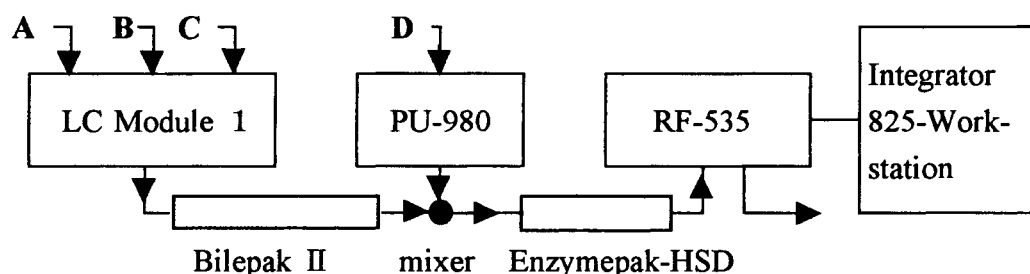 A B C D
LC Module 1
PU-980
RF-535
Integrator
825-Work-
station
Bilepak II
mixer
Enzymepak-HSD